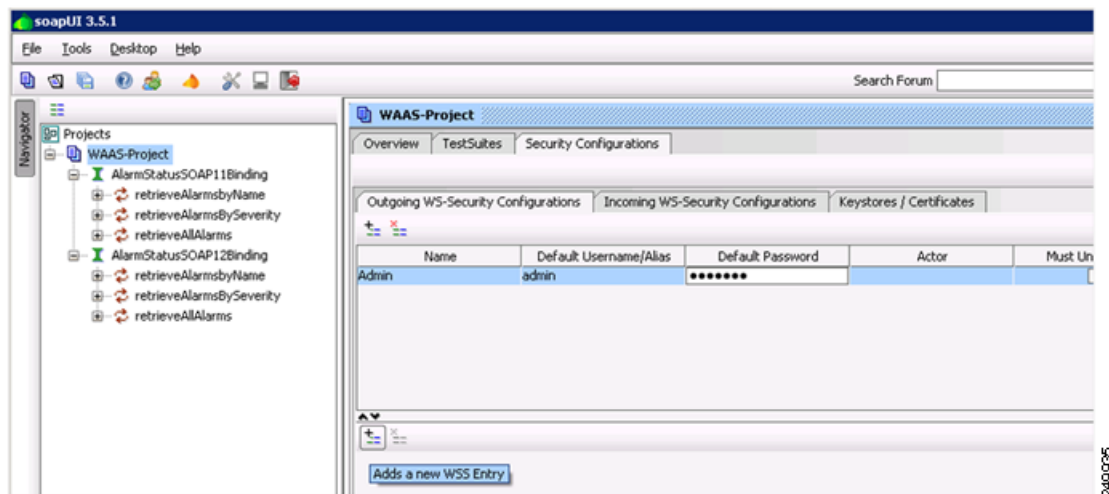 soapUI 3.5.1
File Tools Desktop Help
Search Forum
Navigator
Projects
WAAS-Project
AlarmStatusSOAP11Binding
retrieveAlarmsbyName
retrieveAlarmsBySeverity
retrieveAllAlarms
AlarmStatusSOAP12Binding
retrieveAlarmsbyName
retrieveAlarmsBySeverity
retrieveAllAlarms
WAAS-Project
Overview TestSuites Security Configurations
Outgoing WS-Security Configurations Incoming WS-Security Configurations Keystores / Certificates
Name Default Username/Alias Default Password Actor Must Un
Admin admin •••••••
Adds a new WSS Entry
249935